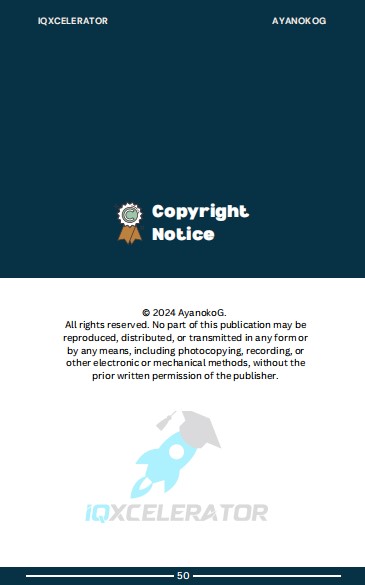 IQXCELERATOR AYANOKOG
Copyright
Notice
© 2024 AyanokoG.
All rights reserved. No part of this publication may be
reproduced, distributed, or transmitted in any form or
by any means, including photocopying, recording, or
other electronic or mechanical methods, without the
prior written permission of the publisher.
iQXCELERATOR
50